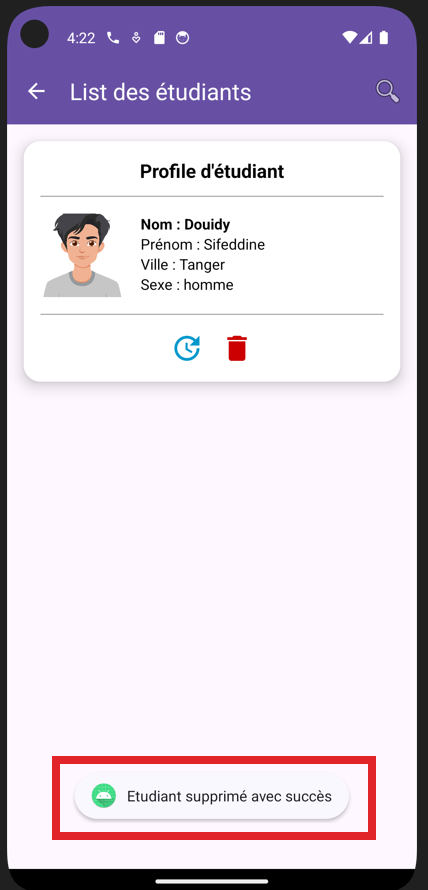 4:22
List des étudiants
Profile d'étudiant
Nom : Douidy
Prénom : Sifeddine
Ville : Tanger
Sexe : homme
Etudiant supprimé avec succès